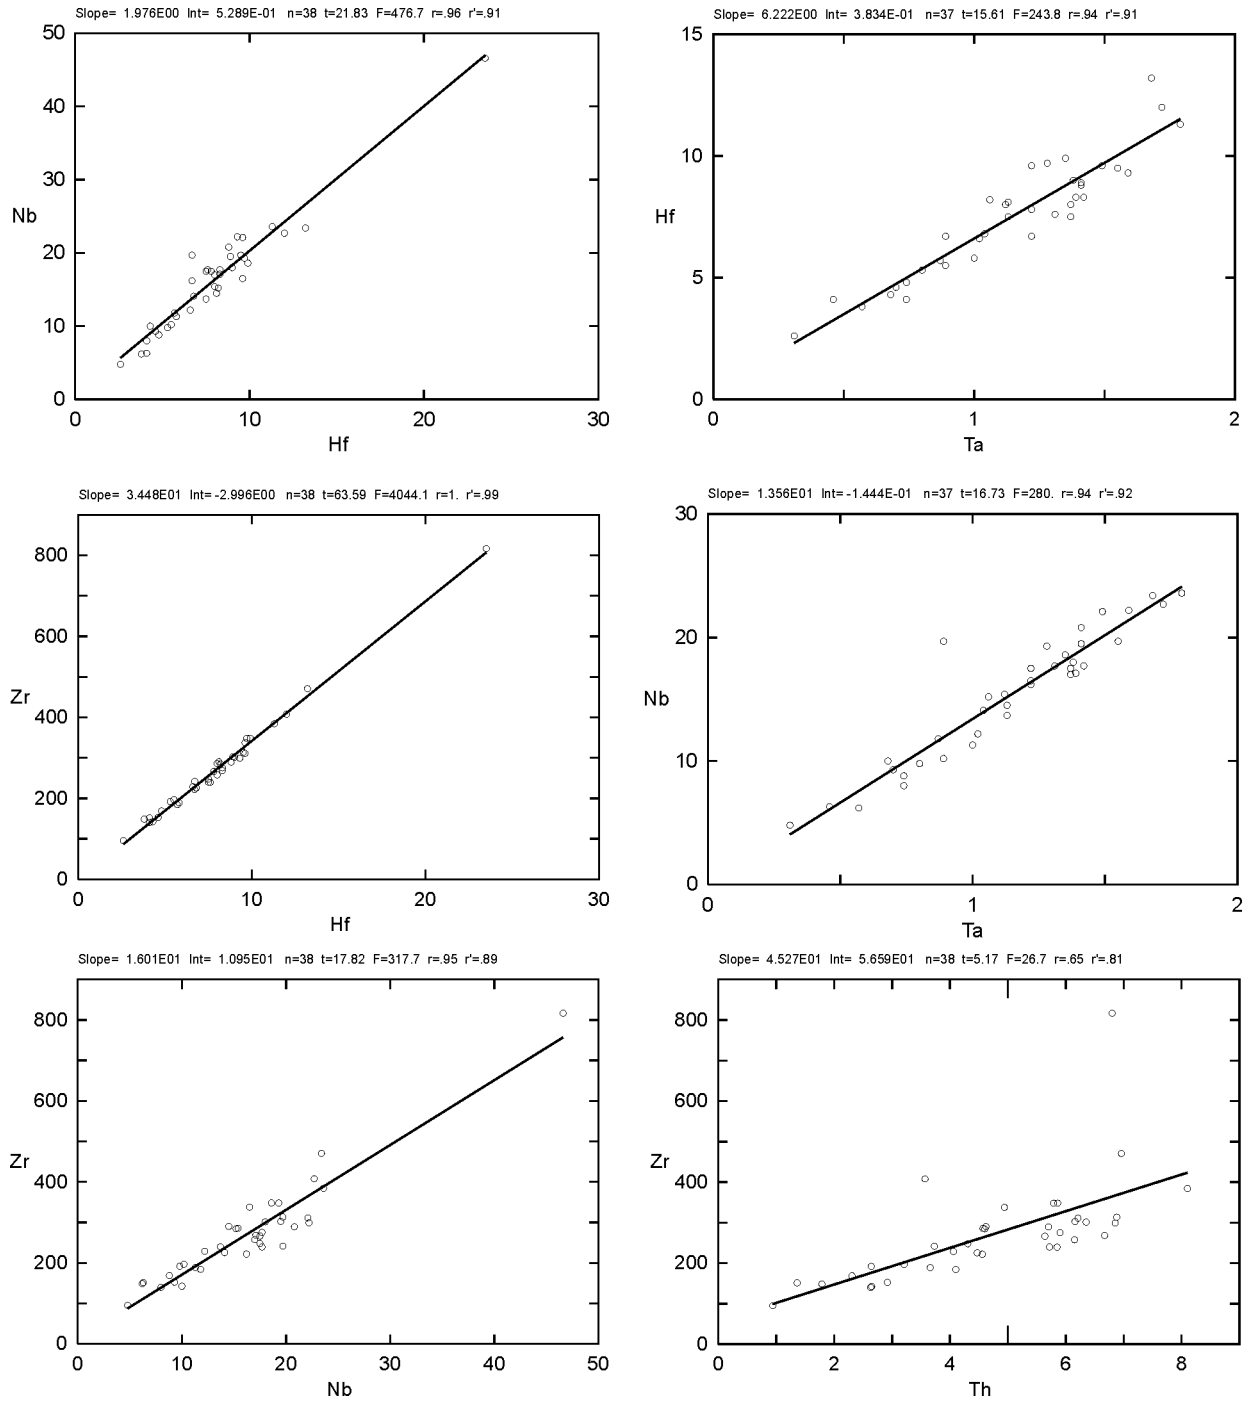 Slope= 1.976E00 Int= 5.289E-01 n=38 t=21.83 F=476.7 r=.96 r'=.91
50
40
30
Nb
20
10
0
0 10 20 30
Hf
Slope= 6.222E00 Int= 3.834E-01 n=37 t=15.61 F=243.8 r=.94 r'=.91
15
10
Hf
5
0
0 1 2
Ta
Slope= 3.448E01 Int= -2.996E00 n=38 t=63.59 F=4044.1 r=1. r'=.99
800
600
Zr
400
200
0
0 10 20 30
Hf
Slope= 1.356E01 Int= -1.444E-01 n=37 t=16.73 F=280. r=.94 r'=.92
30
20
Nb
10
0
0 1 2
Ta
Slope= 1.601E01 Int= 1.095E01 n=38 t=17.82 F=317.7 r=.95 r'=.89
800
600
Zr
400
200
0
0 10 20 30 40 50
Nb
Slope= 4.527E01 Int= 5.659E01 n=38 t=5.17 F=26.7 r=.65 r'=.81
800
600
Zr
400
200
0
0 2 4 6 8
Th